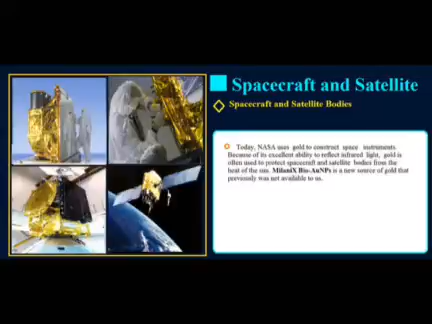 Spacecraft and Satellite
Spacecraft and Satellite Bodies
Today, NASA uses gold to construct space instruments.
Because of its excellent ability to reflect infrared light, gold is
often used to protect spacecraft and satellite bodies from the
heat of the sun. MilaniX Bio-AuNPs is a new source of gold that
previously was not available to us.